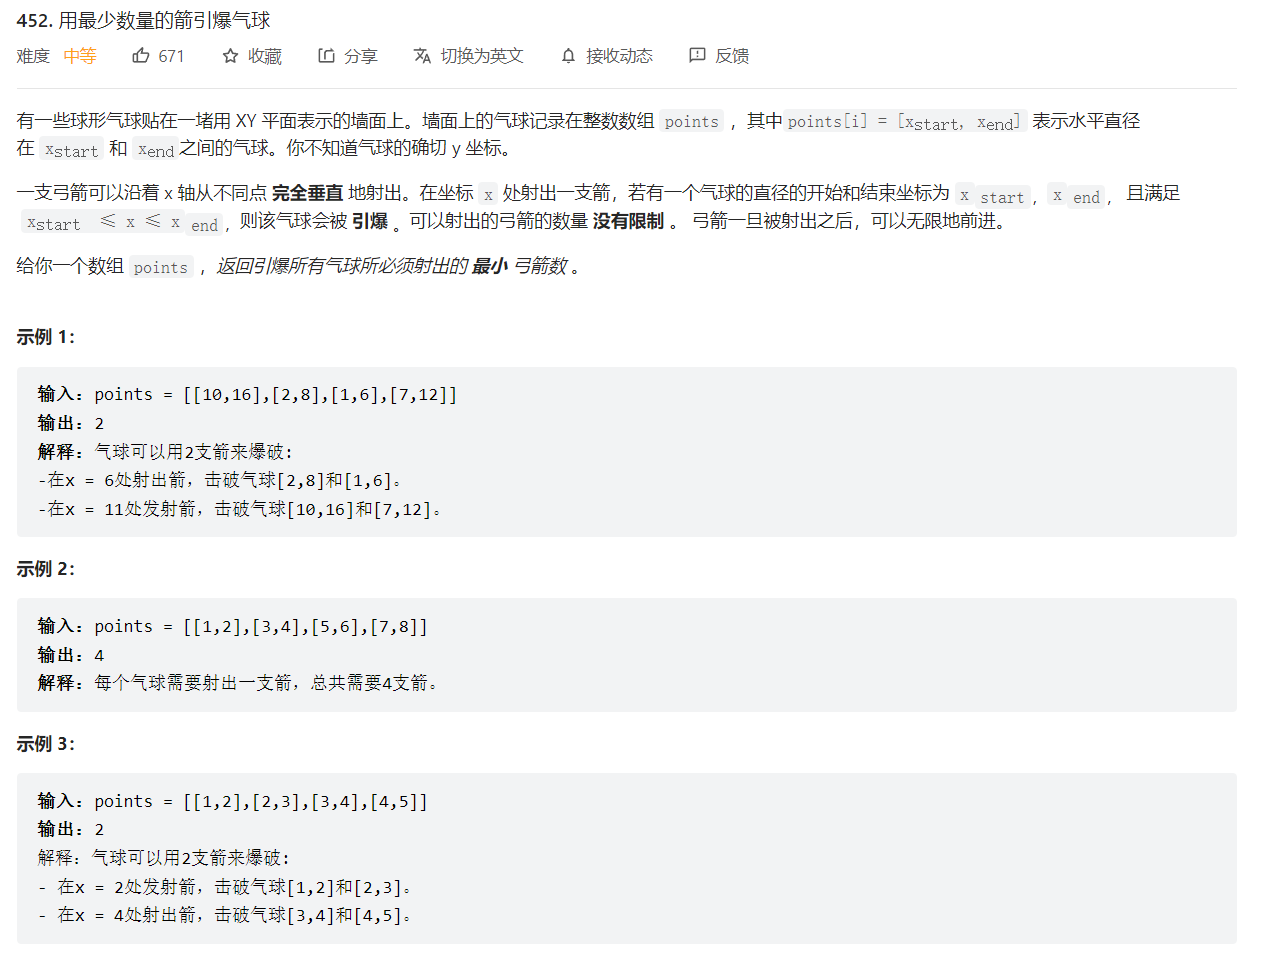 452. 用最少数量的箭引爆气球
难度 中等 671 收藏 分享 切换为英文 接收动态 反馈
有一些球形气球贴在一堵用 XY 平面表示的墙面上。墙面上的气球记录在整数数组 points ，其中 points[i] = [xstart, xend] 表示水平直径
在 xstart 和 xend之间的气球。你不知道气球的确切 y 坐标。
一支弓箭可以沿着 x 轴从不同点 完全垂直 地射出。在坐标 x 处射出一支箭，若有一个气球的直径的开始和结束坐标为 x start，x end， 且满足
xstart ≤ x ≤ x end，则该气球会被 引爆 。可以射出的弓箭的数量 没有限制 。 弓箭一旦被射出之后，可以无限地前进。
给你一个数组 points ，返回引爆所有气球所必须射出的 最小 弓箭数 。
示例 1：
输入：points = [[10,16],[2,8],[1,6],[7,12]]
输出：2
解释：气球可以用2支箭来爆破:
-在x = 6处射出箭，击破气球[2,8]和[1,6]。
-在x = 11处发射箭，击破气球[10,16]和[7,12]。
示例 2：
输入：points = [[1,2],[3,4],[5,6],[7,8]]
输出：4
解释：每个气球需要射出一支箭，总共需要4支箭。
示例 3：
输入：points = [[1,2],[2,3],[3,4],[4,5]]
输出：2
解释：气球可以用2支箭来爆破:
- 在x = 2处发射箭，击破气球[1,2]和[2,3]。
- 在x = 4处射出箭，击破气球[3,4]和[4,5]。